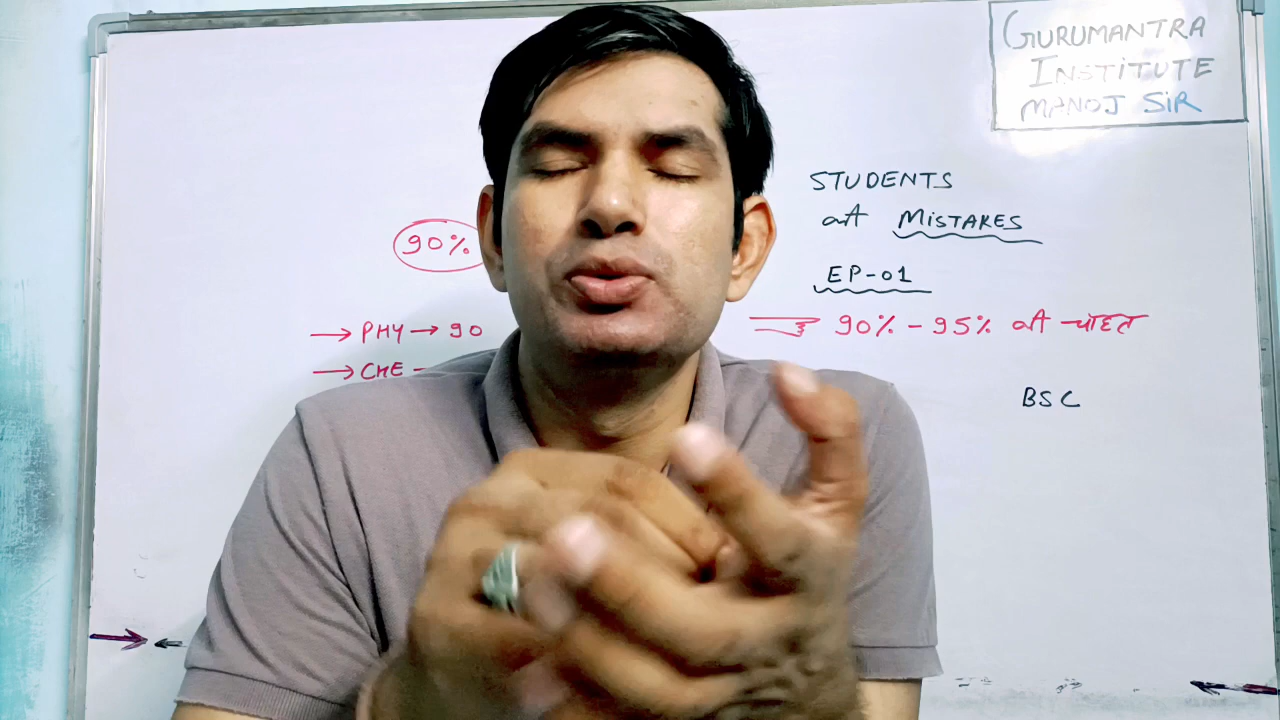 GURUMANTRA
INSTITUTE
MANOJ SIR
STUDENTS
की MISTAKES
EP-01
90%
→ PHY → 90
→ CHE –
90% - 95% की चाहत
BSC